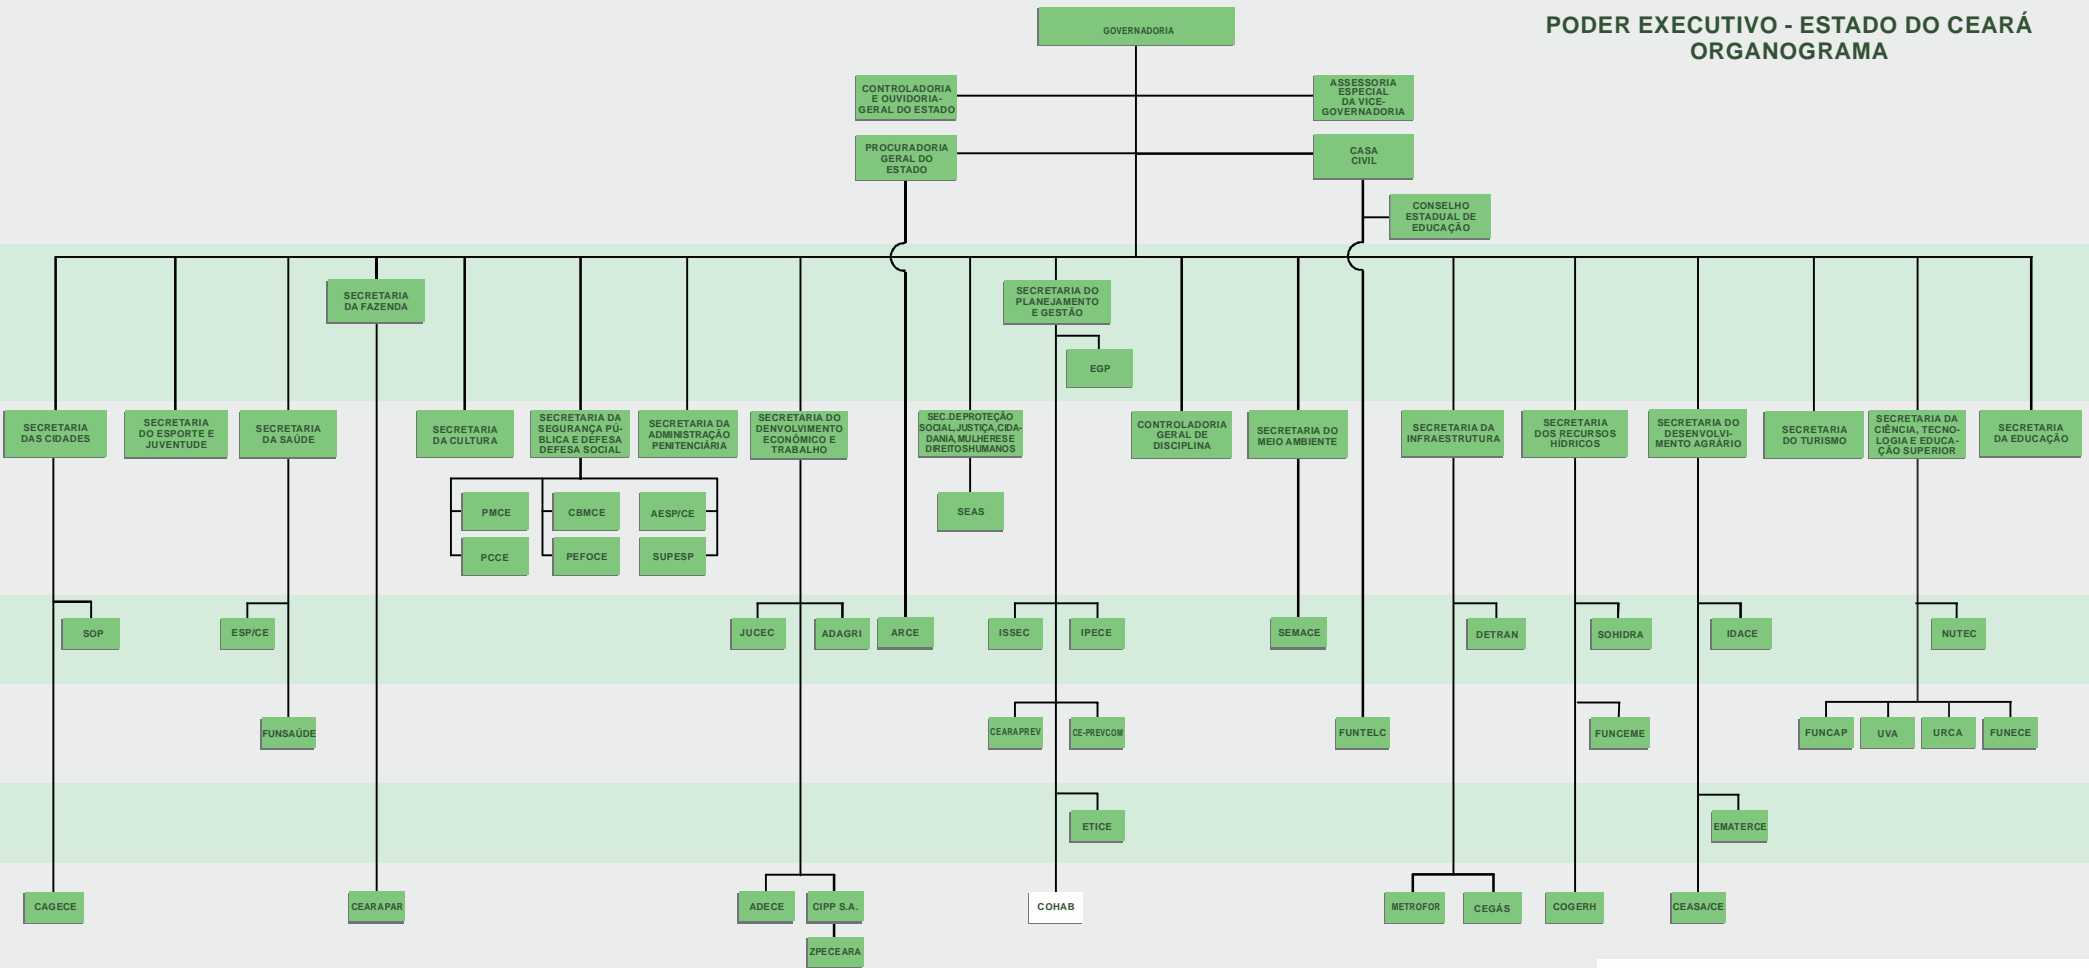 PODER EXECUTIVO - ESTADO DO CEARÁ
ORGANOGRAMA
GOVERNADORIA
CONTROLADORIA
E OUVIDORIA-
GERAL DO ESTADO
ASSESSORIA
ESPECIAL
DA VICE-
GOVERNADORIA
PROCURADORIA
GERAL DO
ESTADO
CASA
CIVIL
CONSELHO
ESTADUAL DE
EDUCAÇÃO
SECRETARIA
DA FAZENDA
SECRETARIA DO
PLANEJAMENTO
E GESTÃO
EGP
SECRETARIA
DAS CIDADES
SECRETARIA
DO ESPORTE E
JUVENTUDE
SECRETARIA
DA SAÚDE
SECRETARIA
DA CULTURA
SECRETARIA DA
SEGURANÇA PÚ-
BLICA E DEFESA
DEFESA SOCIAL
SECRETARIA DA
ADMINISTRAÇÃO
PENITENCIÁRIA
SECRETARIA DO
DENVOLVIMENTO
ECONÔMICO E
TRABALHO
SEC. DE PROTEÇÃO
SOCIAL, JUSTIÇA, CIDA-
DANIA, MULHERES E
DIREITOS HUMANOS
CONTROLADORIA
GERAL DE
DISCIPLINA
SECRETARIA DO
MEIO AMBIENTE
SECRETARIA DA
INFRAESTRUTURA
SECRETARIA
DOS RECURSOS
HÍDRICOS
SECRETARIA DO
DESENVOLVI-
MENTO AGRÁRIO
SECRETARIA
DO TURISMO
SECRETARIA DA
CIÊNCIA, TECNO-
LOGIA E EDUCA-
ÇÃO SUPERIOR
SECRETARIA
DA EDUCAÇÃO
PMCE
CBMCE
AESP/CE
SEAS
PCCE
PEFOCE
SUPESP
SOP
ESP/CE
JUCEC
ADAGRI
ARCE
ISSEC
IPECE
SEMACE
DETRAN
SOHIDRA
IDACE
NUTEC
FUNSAÚDE
CEARAPREV
CE-PREVCOM
FUNTELC
FUNCEME
FUNCAP
UVA
URCA
FUNECE
ETICE
EMATERCE
CAGECE
CEARAPAR
ADECE
CIPP S.A.
COHAB
METROFOR
CEGÁS
COGERH
CEASA/CE
ZPECEARA